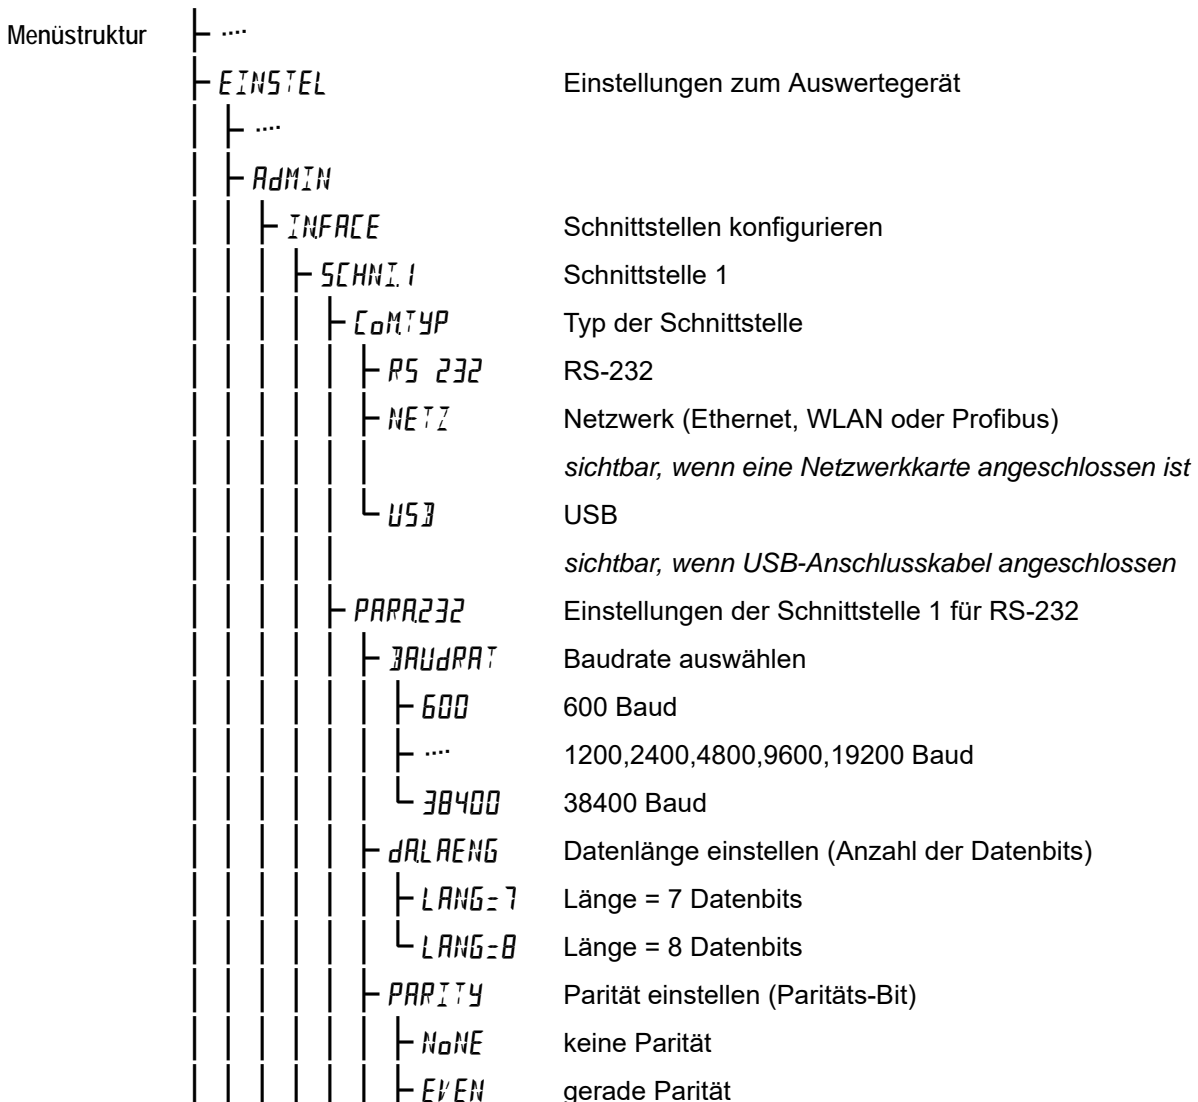 Menüstruktur ....
EINSTEL Einstellungen zum Auswertegerät
....
AdMIN
IN.FACE Schnittstellen konfigurieren
SCHNI.1 Schnittstelle 1
CoM.TYP Typ der Schnittstelle
RS 232 RS-232
NETZ Netzwerk (Ethernet, WLAN oder Profibus)
sichtbar, wenn eine Netzwerkkarte angeschlossen ist
USB USB
sichtbar, wenn USB-Anschlusskabel angeschlossen
PARA.232 Einstellungen der Schnittstelle 1 für RS-232
BAUdRAT Baudrate auswählen
600 600 Baud
.... 1200,2400,4800,9600,19200 Baud
38400 38400 Baud
dA.LAENG Datenlänge einstellen (Anzahl der Datenbits)
LANG=7 Länge = 7 Datenbits
LANG=8 Länge = 8 Datenbits
PARITY Parität einstellen (Paritäts-Bit)
NoNE keine Parität
EVEN gerade Parität